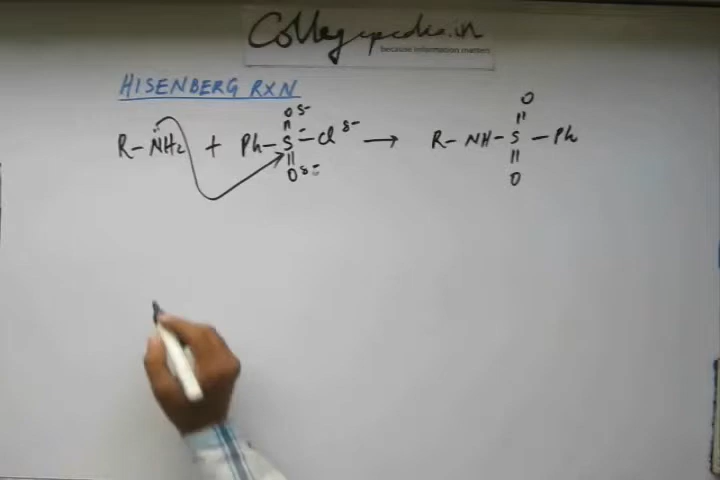 Collegepedia.in
because information matters
HISENBERG RXN
R-NH2 + Ph-S-Cl δ- → R-NH-S-Ph
O δ-
O δ-
O
O